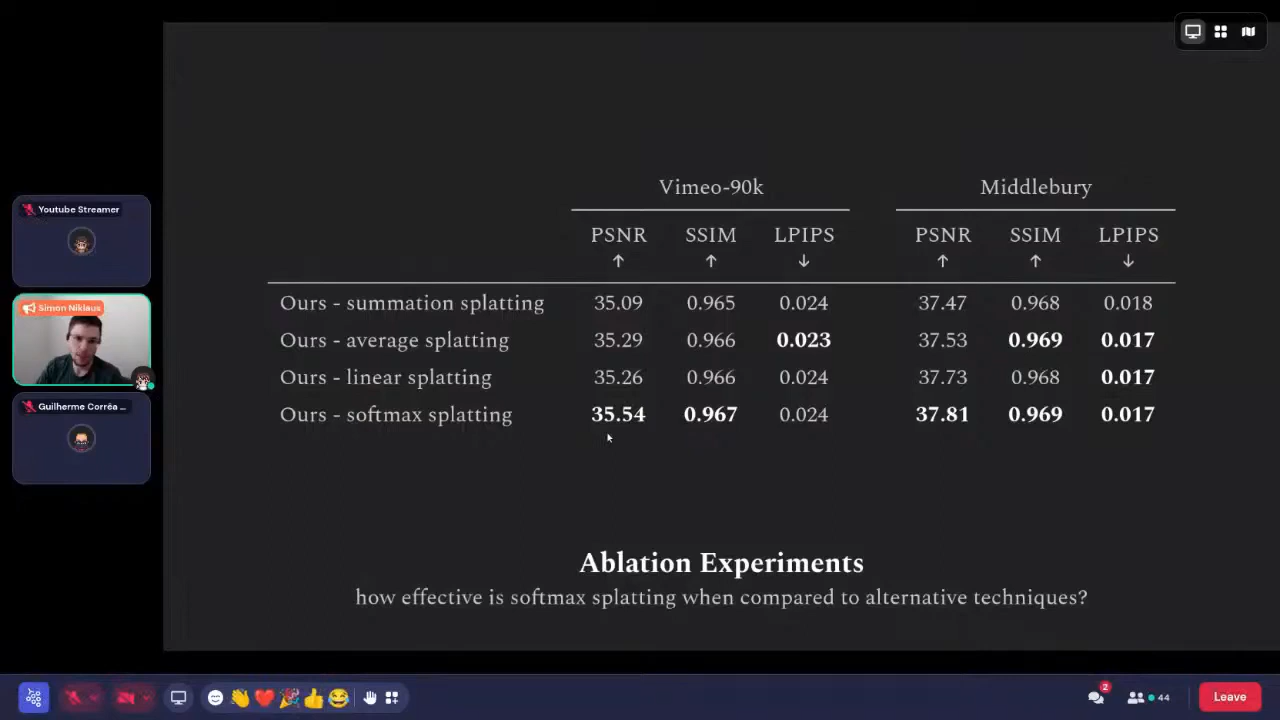 Youtube Streamer
Simon Niklaus
Guilherme Corrêa ...
Vimeo-90k Middlebury
PSNR SSIM LPIPS PSNR SSIM LPIPS
↑ ↑ ↓ ↑ ↑ ↓
Ours - summation splatting 35.09 0.965 0.024 37.47 0.968 0.018
Ours - average splatting 35.29 0.966 0.023 37.53 0.969 0.017
Ours - linear splatting 35.26 0.966 0.024 37.73 0.968 0.017
Ours - softmax splatting 35.54 0.967 0.024 37.81 0.969 0.017
Ablation Experiments
how effective is softmax splatting when compared to alternative techniques?
2
44
Leave